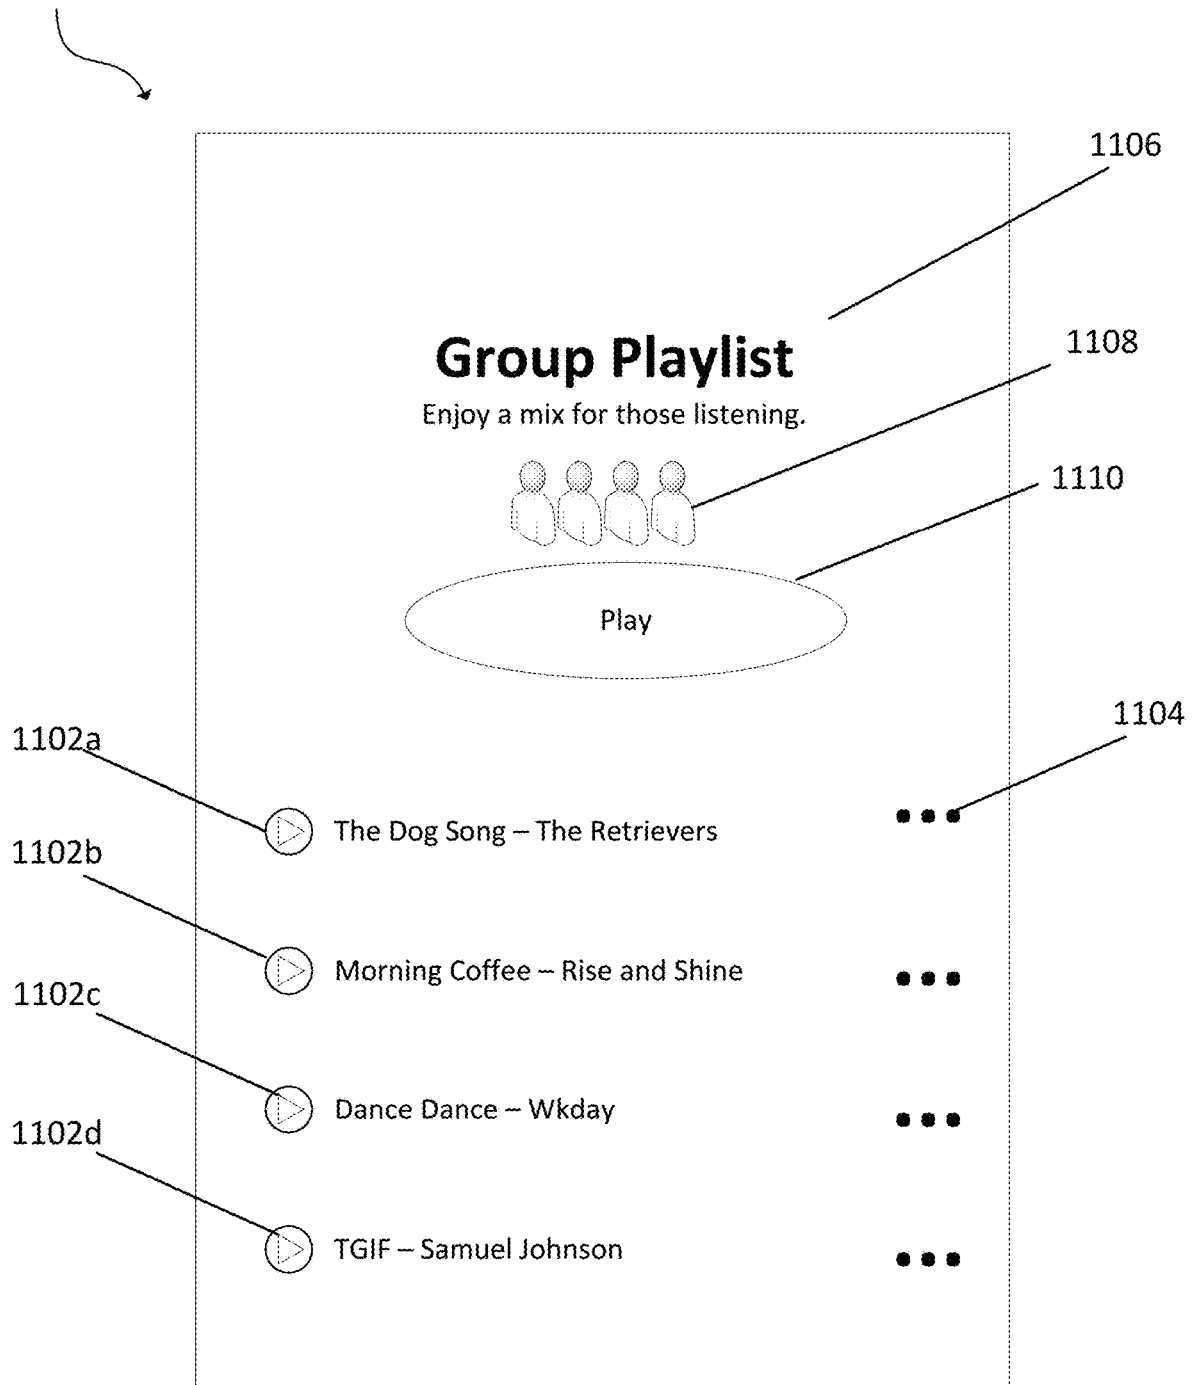 1106
1108
Group Playlist
Enjoy a mix for those listening.
1110
Play
1104
1102a
The Dog Song – The Retrievers
1102b
Morning Coffee – Rise and Shine
1102c
Dance Dance – Wkday
1102d
TGIF – Samuel Johnson